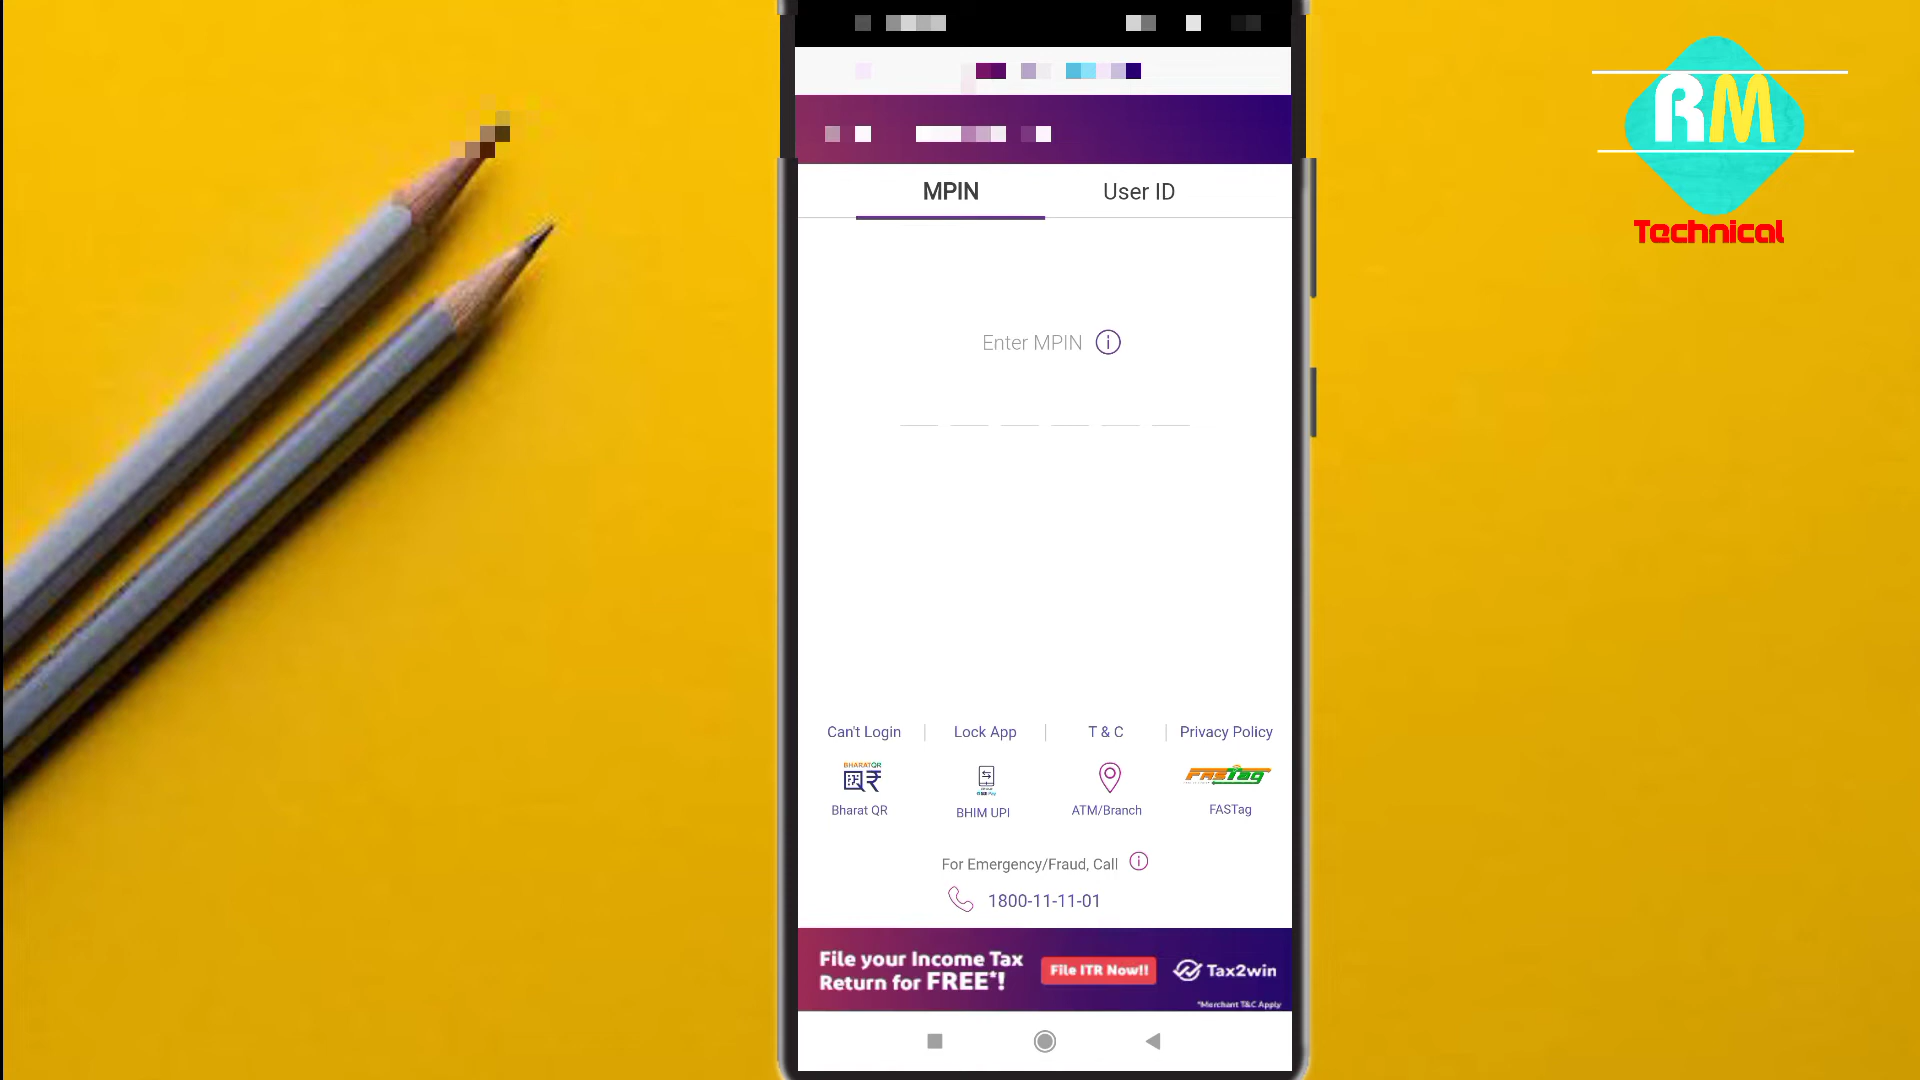 RM
Technical
MPIN
User ID
Enter MPIN
Can't Login
Lock App
T & C
Privacy Policy
BHARATQR
FASTag
Bharat QR
BHIM UPI
ATM/Branch
FASTag
For Emergency/Fraud, Call
1800-11-11-01
File your Income Tax
Return for FREE*!
File ITR Now!!
Tax2win
*Merchant T&C Apply